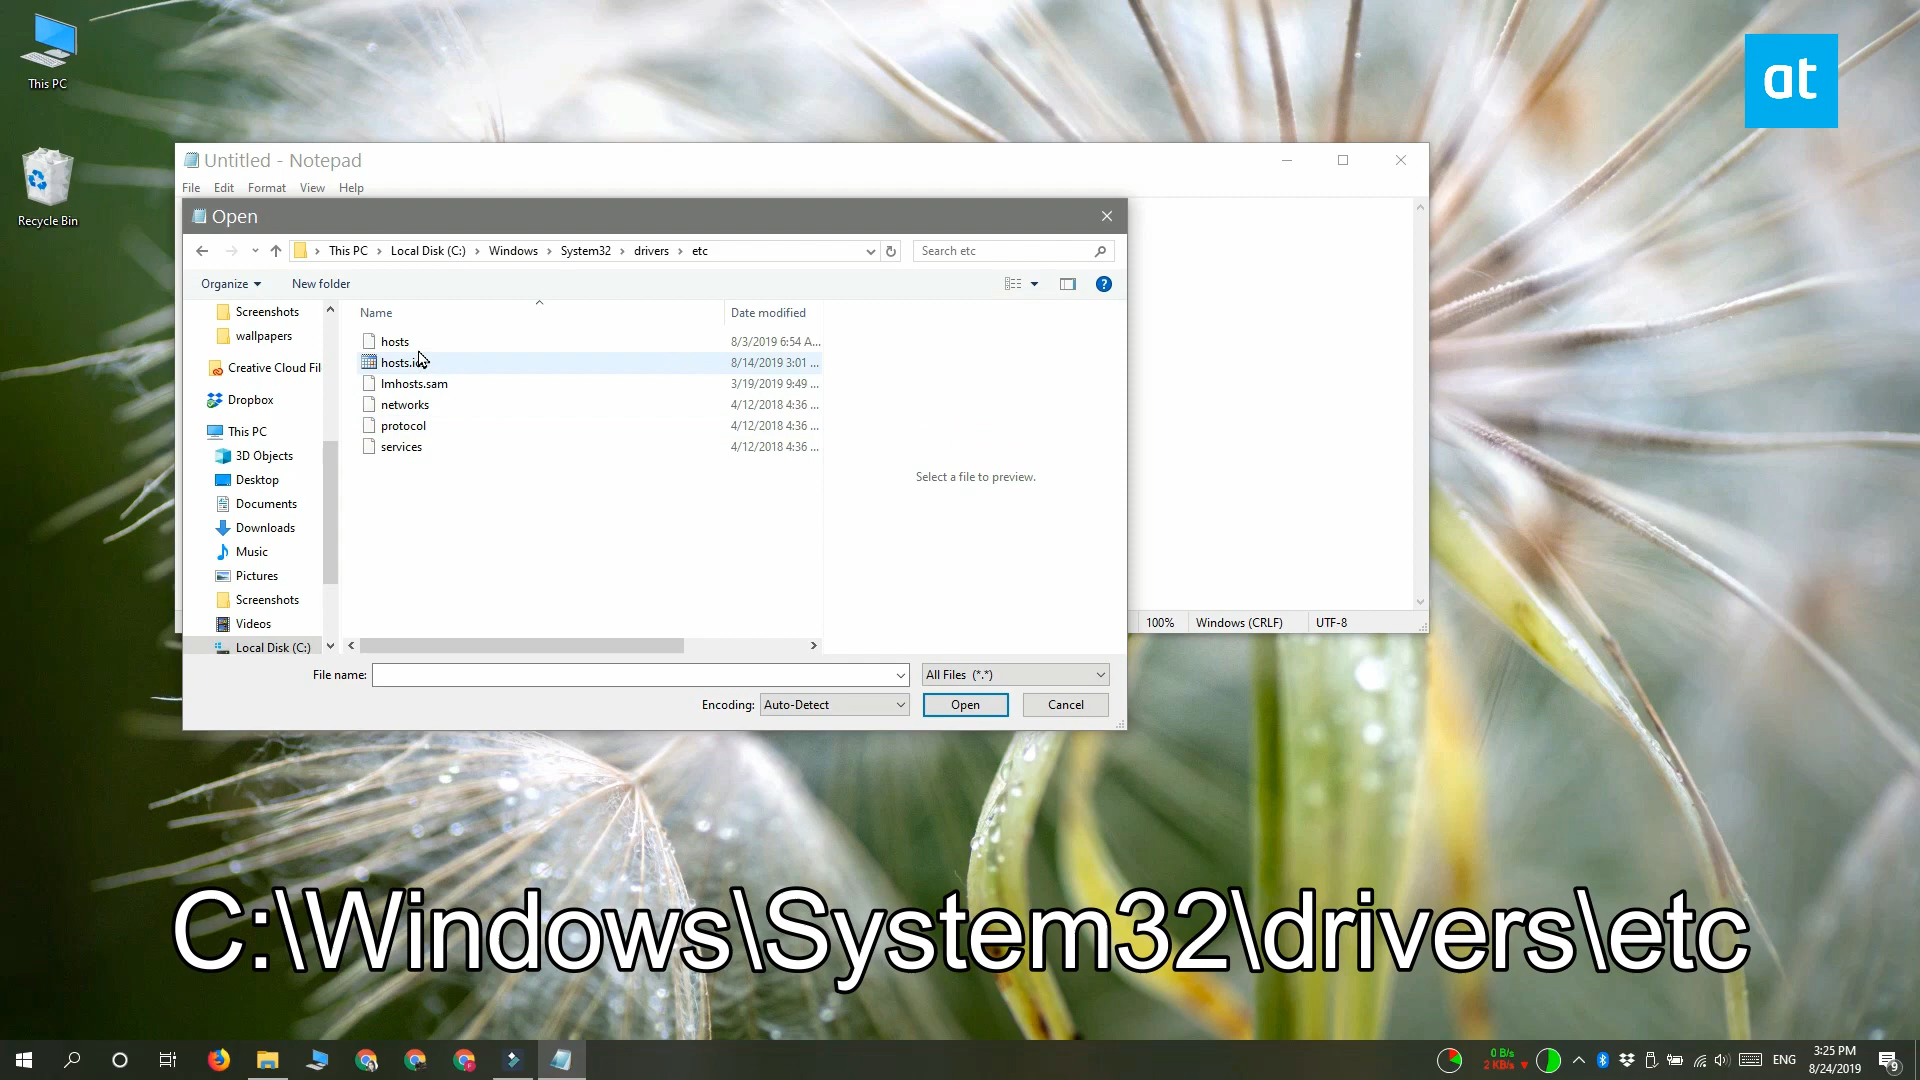 This PC
Recycle Bin
at
Untitled - Notepad
File Edit Format View Help
Open
This PC > Local Disk (C:) > Windows > System32 > drivers > etc
Search etc
Organize New folder
Screenshots
wallpapers
Creative Cloud Fil
Dropbox
This PC
3D Objects
Desktop
Documents
Downloads
Music
Pictures
Screenshots
Videos
Local Disk (C:)
Name Date modified
hosts 8/3/2019 6:54 A...
8/14/2019 3:01 ...
lmhosts.sam 3/19/2019 9:49 ...
networks 4/12/2018 4:36 ...
protocol 4/12/2018 4:36 ...
services 4/12/2018 4:36 ...
Select a file to preview.
File name: All Files (*.*)
Encoding: Auto-Detect Open Cancel
100% Windows (CRLF) UTF-8
C:\Windows\System32\drivers\etc
0 B/s
2 KB/s
ENG
3:25 PM
8/24/2019
9